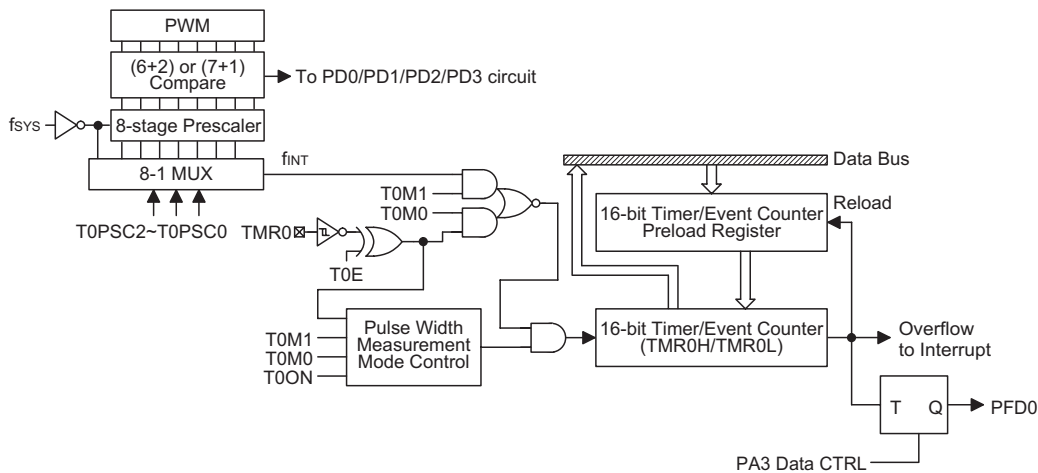 PWM
(6+2) or (7+1)
Compare
To PD0/PD1/PD2/PD3 circuit
fSYS
8-stage Prescaler
8-1 MUX
fINT
T0PSC2~T0PSC0
T0M1
T0M0
TMR0
T0E
Data Bus
16-bit Timer/Event Counter
Preload Register
Reload
T0M1
T0M0
T0ON
Pulse Width
Measurement
Mode Control
16-bit Timer/Event Counter
(TMR0H/TMR0L)
Overflow
to Interrupt
T
Q
PFD0
PA3 Data CTRL